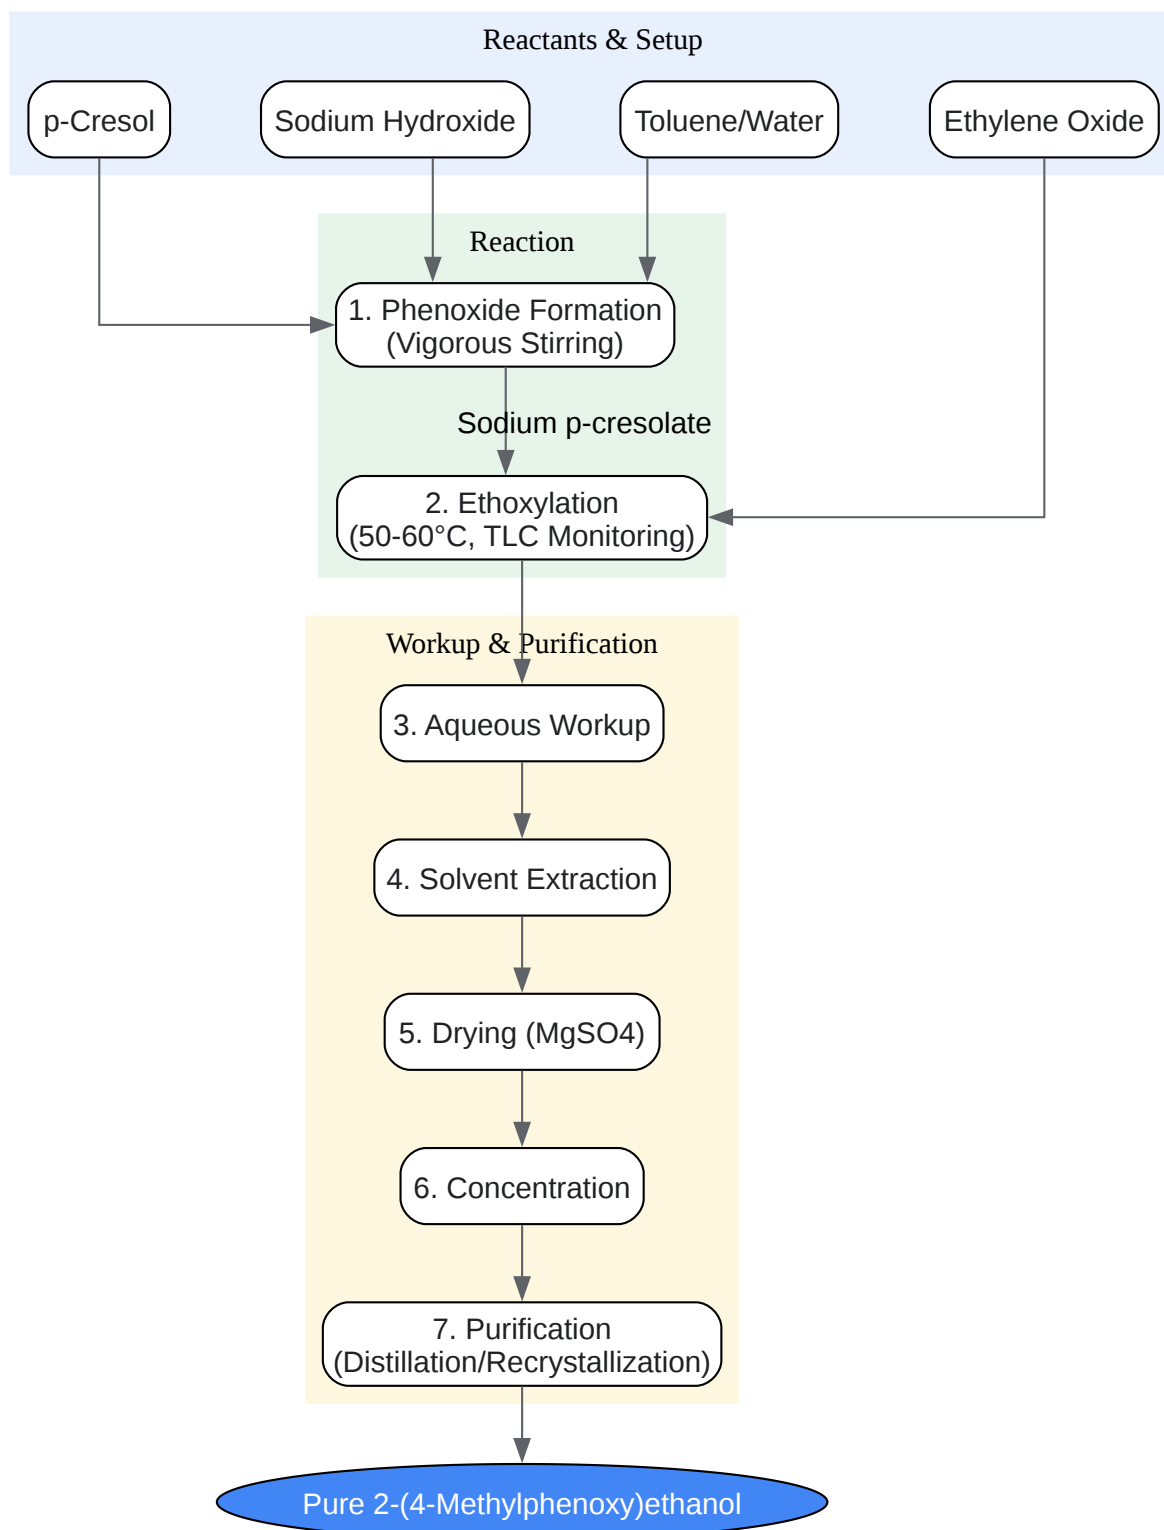 Reactants & Setup
p-Cresol
Sodium Hydroxide
Toluene/Water
Ethylene Oxide
Reaction
1. Phenoxide Formation
(Vigorous Stirring)
Sodium p-cresolate
2. Ethoxylation
(50-60°C, TLC Monitoring)
Workup & Purification
3. Aqueous Workup
4. Solvent Extraction
5. Drying (MgSO4)
6. Concentration
7. Purification
(Distillation/Recrystallization)
Pure 2-(4-Methylphenoxy)ethanol